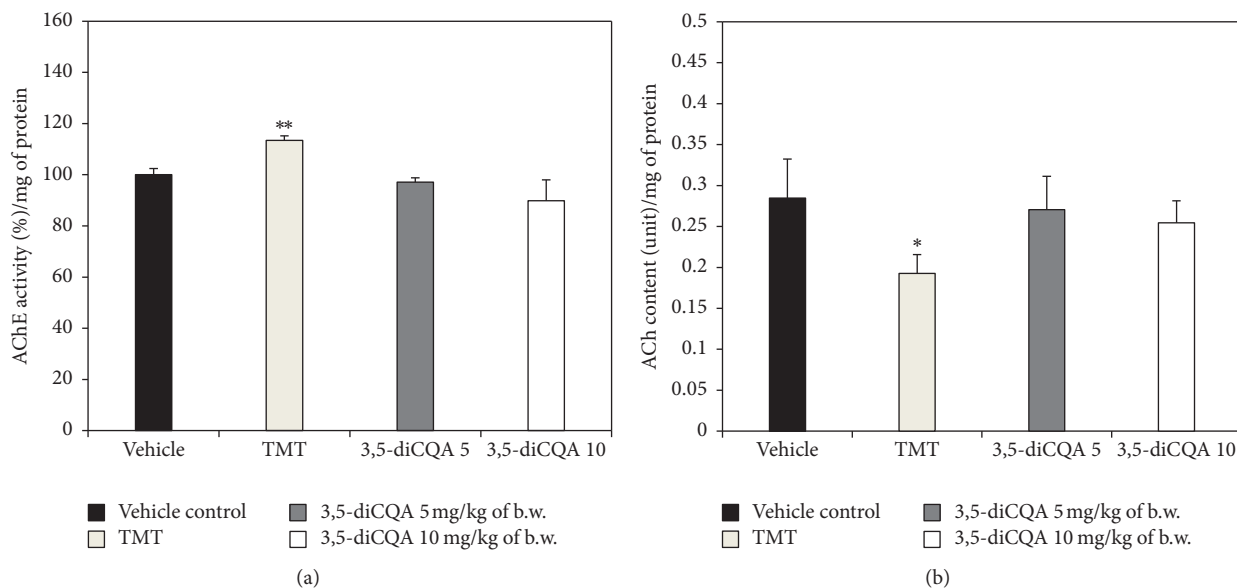 160
140
120
100
80
60
40
20
0
AChE activity (%)/mg of protein
**
Vehicle TMT 3,5-diCQA 5 3,5-diCQA 10
Vehicle control 3,5-diCQA 5 mg/kg of b.w.
TMT 3,5-diCQA 10 mg/kg of b.w.
(a)
0.5
0.45
0.4
0.35
0.3
0.25
0.2
0.15
0.1
0.05
0
ACh content (unit)/mg of protein
*
Vehicle TMT 3,5-diCQA 5 3,5-diCQA 10
Vehicle control 3,5-diCQA 5 mg/kg of b.w.
TMT 3,5-diCQA 10 mg/kg of b.w.
(b)